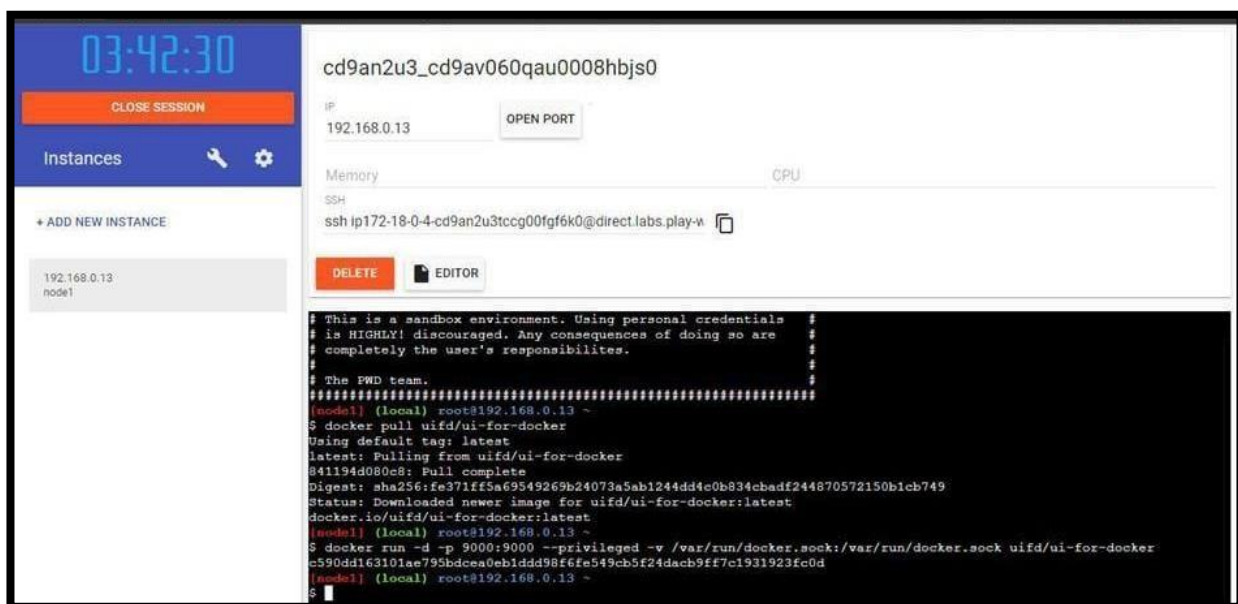 03:42:30
CLOSE SESSION
Instances
+ ADD NEW INSTANCE
192.168.0.13
node1
cd9an2u3_cd9av060qau0008hbjs0
IP
192.168.0.13
OPEN PORT
Memory
CPU
SSH
ssh ip172-18-0-4-cd9an2u3tccg00fgf6k0@direct.labs.play-w
DELETE
EDITOR
# This is a sandbox environment. Using personal credentials #
# is HIGHLY! discouraged. Any consequences of doing so are #
# completely the user's responsibilites. #
# #
# The PWD team. #
###############################################################
[node1] (local) root@192.168.0.13 ~
$ docker pull uifd/ui-for-docker
Using default tag: latest
latest: Pulling from uifd/ui-for-docker
841194d080c8: Pull complete
Digest: sha256:fe371ff5a69549269b24073a5ab1244dd4c0b834cbadf244870572150b1cb749
Status: Downloaded newer image for uifd/ui-for-docker:latest
docker.io/uifd/ui-for-docker:latest
[node1] (local) root@192.168.0.13 ~
$ docker run -d -p 9000:9000 --privileged -v /var/run/docker.sock:/var/run/docker.sock uifd/ui-for-docker
c590dd163101ae795bdcea0eb1ddd98f6fe549cb5f24dacb9ff7c1931923fc0d
[node1] (local) root@192.168.0.13 ~
$